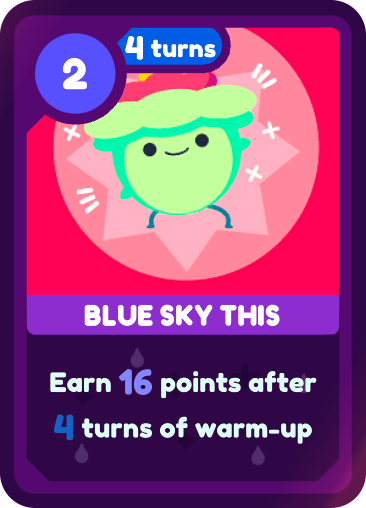 4 turns
2
BLUE SKY THIS
Earn 16 points after
4 turns of warm-up